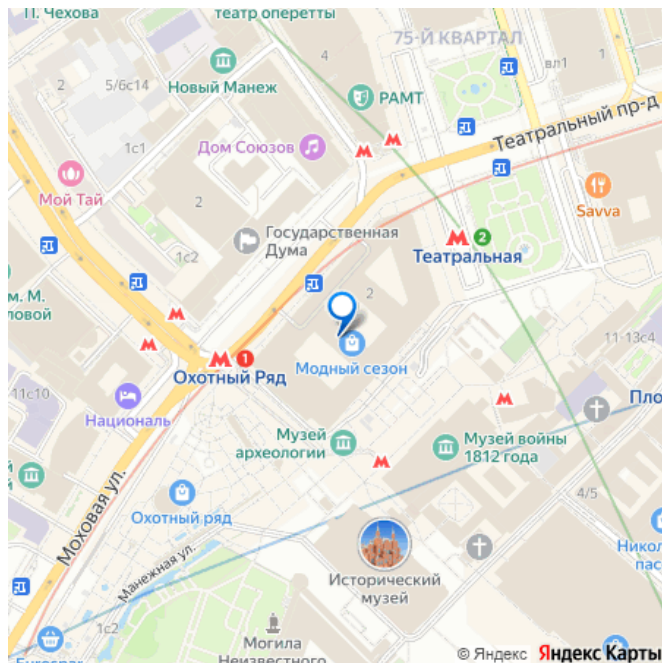 П. Чехова
театр оперетты
75-Й КВАРТАЛ
2
5/6с14
Новый Манеж
4
вл1
РАМТ
Театральный пр-д
1с1
Дом Союзов
Мой Тай
2
Savva
Государственная
Дума
1с2
2
Театральная
2
м. М.
ловой
11-13с4
Модный сезон
1
Охотный Ряд
11с10
Националь
Пло
Музей
археологии
Музей войны
1812 года
4/5
Моховая ул.
Охотный ряд
Никол
пас
Манежная ул.
Исторический
музей
1с2
Могила
Неизвестного
© Яндекс Яндекс Карты